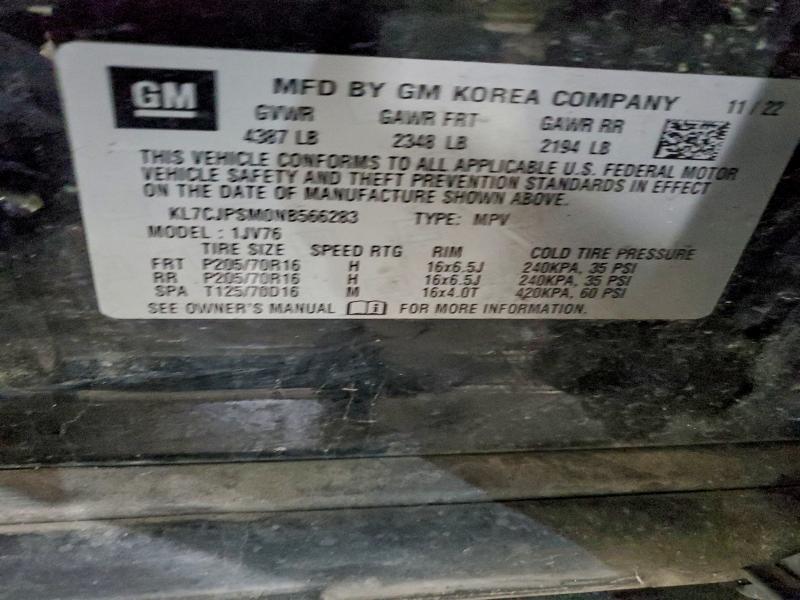 GM
MFD BY GM KOREA COMPANY 11/22
GVWR GAWR FRT GAWR RR
4387 LB 2348 LB 2194 LB
THIS VEHICLE CONFORMS TO ALL APPLICABLE U.S. FEDERAL MOTOR
VEHICLE SAFETY AND THEFT PREVENTION STANDARDS IN EFFECT
ON THE DATE OF MANUFACTURE SHOWN ABOVE.
KL7CJPSM0NB566283 TYPE: MPV
MODEL : 1JV76
TIRE SIZE SPEED RTG RIM COLD TIRE PRESSURE
FRT P205/70R16 H 16x6.5J 240KPA, 35 PSI
RR P205/70R16 H 16x6.5J 240KPA, 35 PSI
SPA T125/70D16 M 16x4.0T 420KPA, 60 PSI
SEE OWNER'S MANUAL FOR MORE INFORMATION.